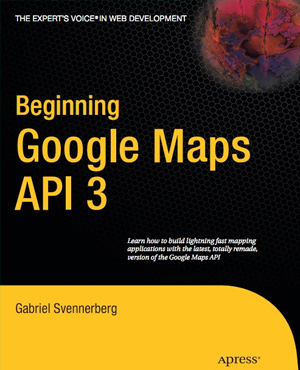 THE EXPERT'S VOICE® IN WEB DEVELOPMENT
Beginning
Google Maps
API 3
Learn how to build lightning fast mapping
applications with the latest, totally remade,
version of the Google Maps API
Gabriel Svennerberg
Apress®